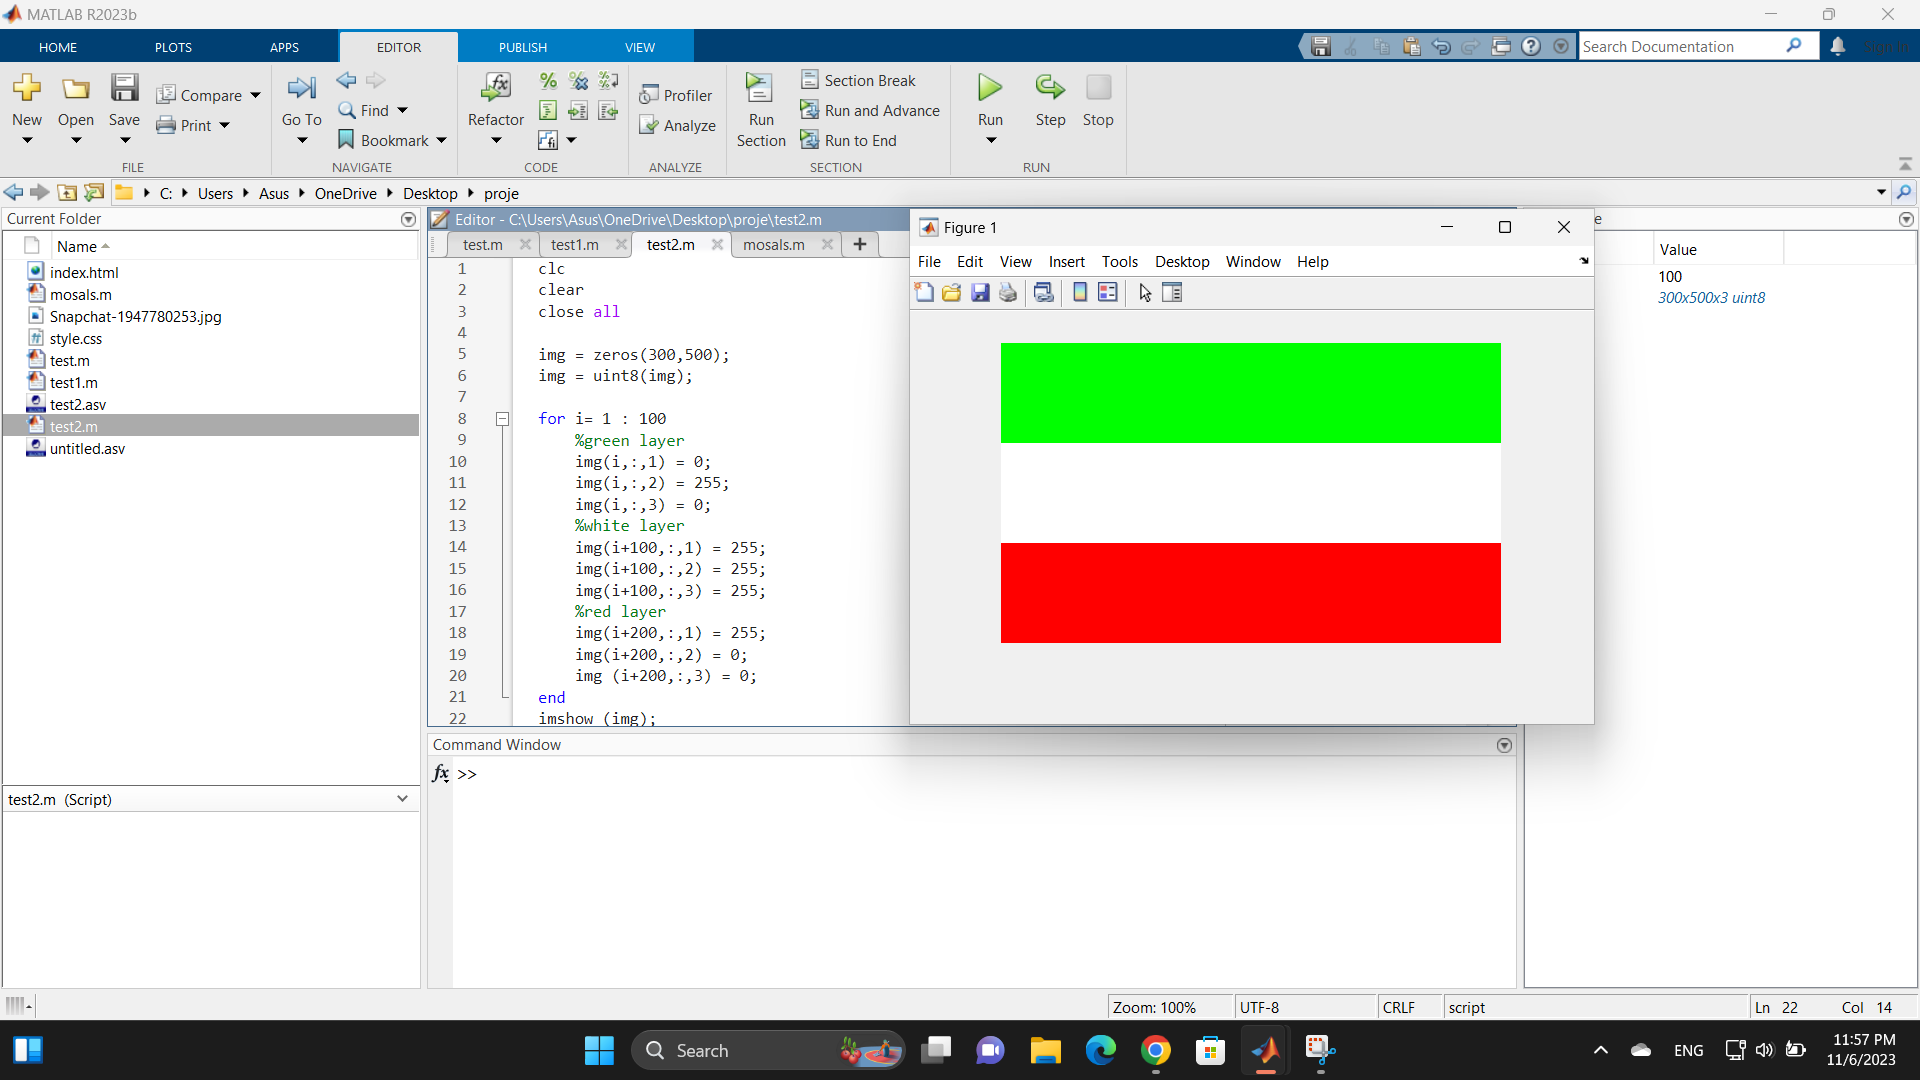 MATLAB R2023b
HOME PLOTS APPS EDITOR PUBLISH VIEW
Search Documentation
New Open Save Compare Print
FILE
Go To Find Bookmark
NAVIGATE
Refactor
CODE
Profiler
Analyze
ANALYZE
Run Section
Section Break
Run and Advance
Run to End
SECTION
Run Step Stop
RUN
C: Users Asus OneDrive Desktop proje
Current Folder
Name
index.html
mosals.m
Snapchat-1947780253.jpg
style.css
test.m
test1.m
test2.asv
test2.m
untitled.asv
test2.m (Script)
Editor - C:\Users\Asus\OneDrive\Desktop\proje\test2.m
test.m test1.m test2.m mosals.m
1 clc
2 clear
3 close all
4
5 img = zeros(300,500);
6 img = uint8(img);
7
8 for i= 1 : 100
9 %green layer
10 img(i,:,1) = 0;
11 img(i,:,2) = 255;
12 img(i,:,3) = 0;
13 %white layer
14 img(i+100,:,1) = 255;
15 img(i+100,:,2) = 255;
16 img(i+100,:,3) = 255;
17 %red layer
18 img(i+200,:,1) = 255;
19 img(i+200,:,2) = 0;
20 img (i+200,:,3) = 0;
21 end
22 imshow (img);
Figure 1
File Edit View Insert Tools Desktop Window Help
e
Value
100
300x500x3 uint8
Command Window
fx >>
Zoom: 100% UTF-8 CRLF script Ln 22 Col 14
Search
ENG
11:57 PM
11/6/2023